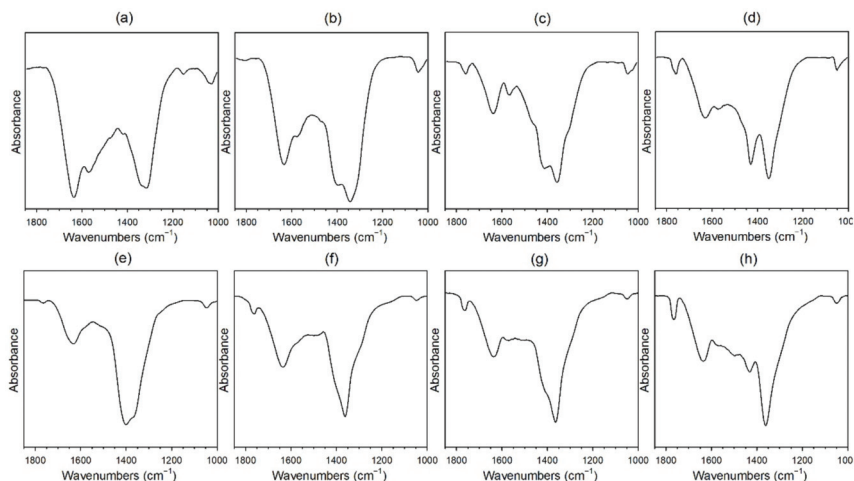 (a) (b) (c) (d)
Absorbance Absorbance Absorbance Absorbance
1800 1600 1400 1200 1000 1800 1600 1400 1200 1000 1800 1600 1400 1200 1000 1800 1600 1400 1200 1000
Wavenumbers (cm⁻¹) Wavenumbers (cm⁻¹) Wavenumbers (cm⁻¹) Wavenumbers (cm⁻¹)
(e) (f) (g) (h)
Absorbance Absorbance Absorbance Absorbance
1800 1600 1400 1200 1000 1800 1600 1400 1200 1000 1800 1600 1400 1200 1000 1800 1600 1400 1200 1000
Wavenumbers (cm⁻¹) Wavenumbers (cm⁻¹) Wavenumbers (cm⁻¹) Wavenumbers (cm⁻¹)